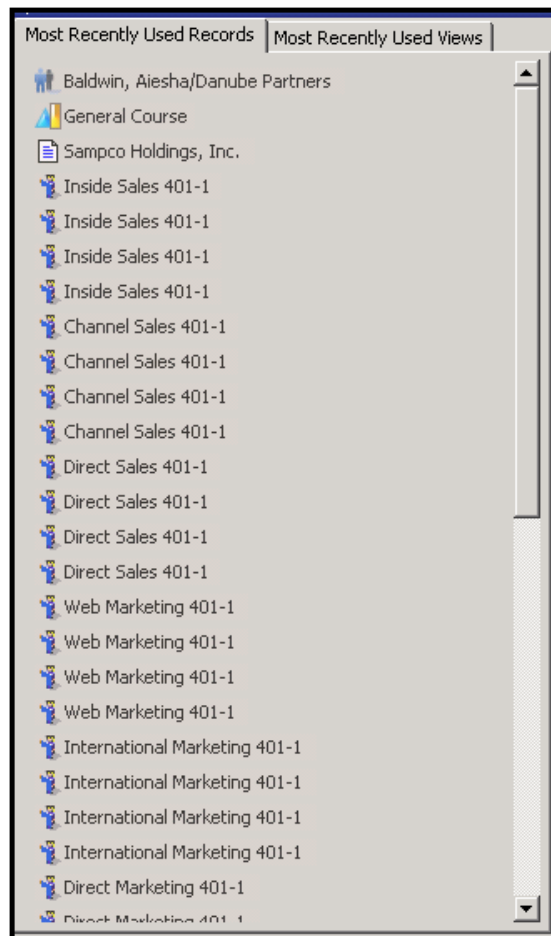 Most Recently Used Records Most Recently Used Views
Baldwin, Aiesha/Danube Partners
General Course
Sampco Holdings, Inc.
Inside Sales 401-1
Inside Sales 401-1
Inside Sales 401-1
Inside Sales 401-1
Channel Sales 401-1
Channel Sales 401-1
Channel Sales 401-1
Channel Sales 401-1
Direct Sales 401-1
Direct Sales 401-1
Direct Sales 401-1
Direct Sales 401-1
Web Marketing 401-1
Web Marketing 401-1
Web Marketing 401-1
Web Marketing 401-1
International Marketing 401-1
International Marketing 401-1
International Marketing 401-1
International Marketing 401-1
Direct Marketing 401-1
Direct Marketing 401-1